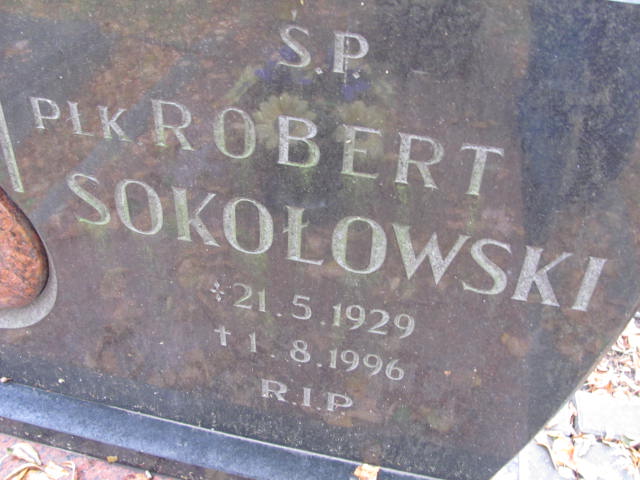 Ś.P.
PŁK ROBERT
SOKOŁOWSKI
* 21.5.1929
† 1.8.1996
R.I.P